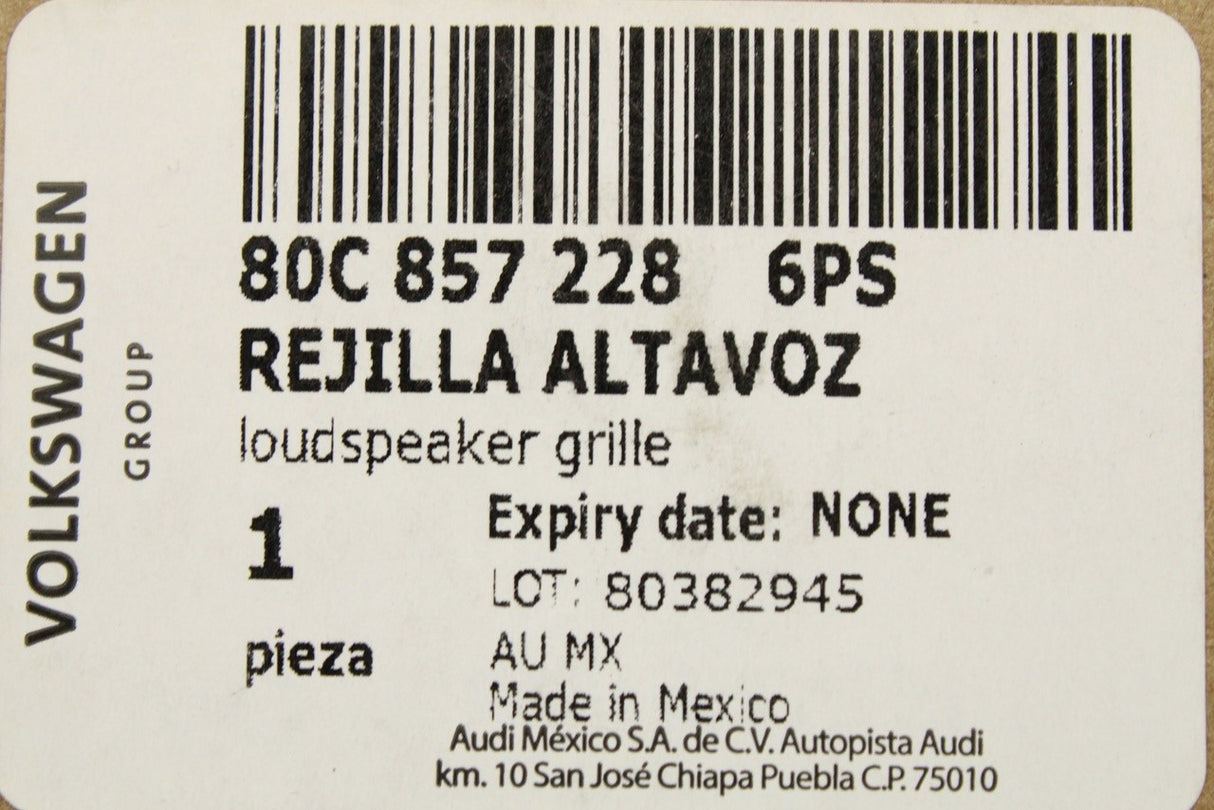 VOLKSWAGEN
GROUP
80C 857 228 6PS
REJILLA ALTAVOZ
loudspeaker grille
1
pieza
Expiry date: NONE
LOT: 80382945
AU MX
Made in Mexico
Audi México S.A. de C.V. Autopista Audi
km. 10 San José Chiapa Puebla C.P. 75010